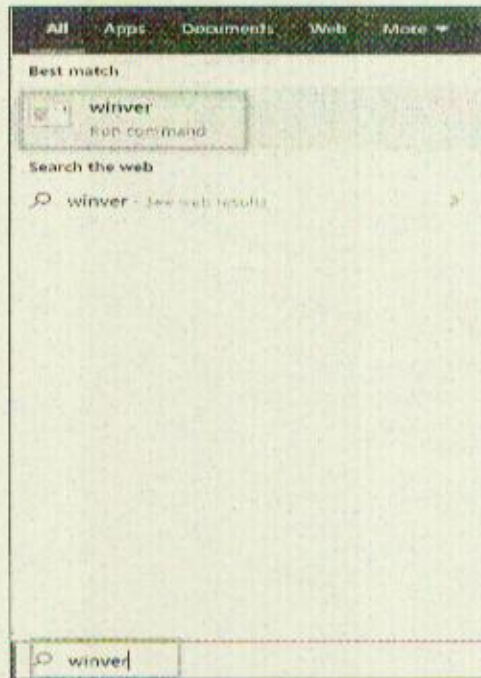 All Apps Documents Web More
Best match
winver
Run command
Search the web
winver - See web results
winver